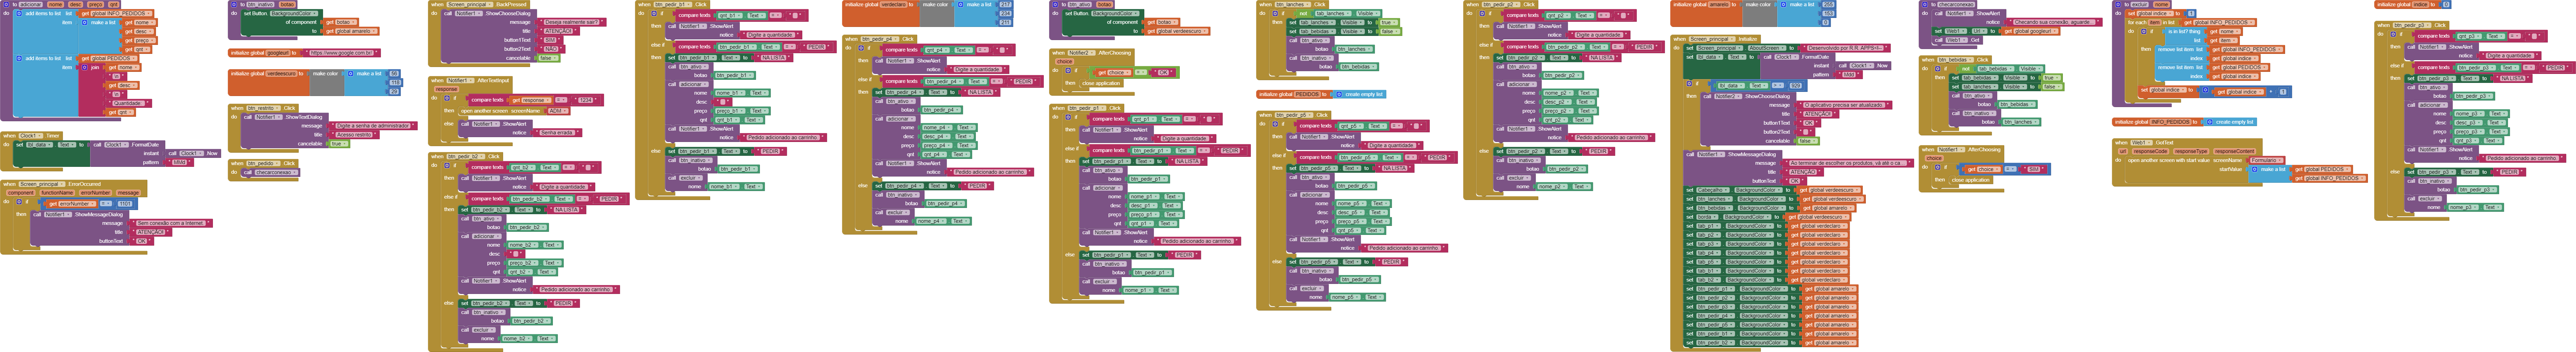 to adicionar nome desc preço qnt
do add items to list list get global INFO_PEDIDOS
item make a list get nome
get desc
get preço
get qnt
add items to list list get global PEDIDOS
item join get nome
" \n "
get desc
" \n "
" Quantidade: "
get qnt
when Clock1 .Timer
do set lbl_data . Text to call Clock1 .FormatDate
instant call Clock1 .Now
pattern " MMd "
when Screen_principal .ErrorOccurred
component functionName errorNumber message
do if get errorNumber = 1101
then call Notifier1 .ShowMessageDialog
message " Sem conexão com a Internet. "
title " ATENÇÃO! "
buttonText " OK "
to btn_inativo botao
do set Button. BackgroundColor
of component get botao
to get global amarelo
initialize global googleurl to " https://www.google.com.br/ "
initialize global verdeescuro to make color make a list
when btn_restrito .Click
do call Notifier1 .ShowTextDialog
message " Digite a senha de administrador "
title " Acesso restrito "
cancelable true
when btn_pedido .Click
do call checarconexao
when Screen_principal .BackPressed
do call Notifier1 .ShowChooseDialog
message " Deseja realmente sair? "
title " ATENÇÃO! "
button1Text " SIM "
button2Text " NÃO "
cancelable false
when Notifier1 .AfterTextInput
response
do if compare texts get response = " 1234 "
then open another screen screenName " ADM "
else call Notifier1 .ShowAlert
notice " Senha errada "
when btn_pedir_b2 .Click
do if compare texts qnt_b2 . Text = " "
then call Notifier1 .ShowAlert
notice " Digite a quantidade. "
else if compare texts btn_pedir_b2 . Text = " PEDIR "
then set btn_pedir_b2 . Text to " NA LISTA "
call btn_ativo
botao btn_pedir_b2
call adicionar
nome nome_b2 . Text
desc " "
preço preço_b2 . Text
qnt qnt_b2 . Text
call Notifier1 .ShowAlert
notice " Pedido adicionado ao carrinho. "
else set btn_pedir_b2 . Text to " PEDIR "
call btn_inativo
botao btn_pedir_b2
call excluir
nome nome_b2 . Text
when btn_pedir_b1 .Click
do if compare texts qnt_b1 . Text = " "
then call Notifier1 .ShowAlert
notice " Digite a quantidade. "
else if compare texts btn_pedir_b1 . Text = " PEDIR "
then set btn_pedir_b1 . Text to " NA LISTA "
call btn_ativo
botao btn_pedir_b1
call adicionar
nome nome_b1 . Text
desc " "
preço preço_b1 . Text
qnt qnt_b1 . Text
call Notifier1 .ShowAlert
notice " Pedido adicionado ao carrinho. "
else set btn_pedir_b1 . Text to " PEDIR "
call btn_inativo
botao btn_pedir_b1
call excluir
nome nome_b1 . Text
initialize global verdeclaro to make color make a list
when btn_pedir_p4 .Click
do if compare texts qnt_p4 . Text = " "
then call Notifier1 .ShowAlert
notice " Digite a quantidade. "
else if compare texts btn_pedir_p4 . Text = " PEDIR "
then set btn_pedir_p4 . Text to " NA LISTA "
call btn_ativo
botao btn_pedir_p4
call adicionar
nome nome_p4 . Text
desc desc_p4 . Text
preço preço_p4 . Text
qnt qnt_p4 . Text
call Notifier1 .ShowAlert
notice " Pedido adicionado ao carrinho. "
else set btn_pedir_p4 . Text to " PEDIR "
call btn_inativo
botao btn_pedir_p4
call excluir
nome nome_p4 . Text
to btn_ativo botao
do set Button. BackgroundColor
of component get botao
to get global verdescuro
when Notifier2 .AfterChoosing
choice
do if get choice = " OK "
then close application
when btn_pedir_p1 .Click
do if compare texts qnt_p1 . Text = " "
then call Notifier1 .ShowAlert
notice " Digite a quantidade. "
else if compare texts btn_pedir_p1 . Text = " PEDIR "
then set btn_pedir_p1 . Text to " NA LISTA "
call btn_ativo
botao btn_pedir_p1
call adicionar
nome nome_p1 . Text
desc desc_p1 . Text
preço preço_p1 . Text
qnt qnt_p1 . Text
call Notifier1 .ShowAlert
notice " Pedido adicionado ao carrinho. "
else set btn_pedir_p1 . Text to " PEDIR "
call btn_inativo
botao btn_pedir_p1
call excluir
nome nome_p1 . Text
when btn_lanches .Click
do if not tab_lanches . Visible
then set tab_lanches . Visible to true
set tab_bebidas . Visible to false
call btn_ativo
botao btn_lanches
call btn_inativo
botao btn_bebidas
initialize global PEDIDOS to create empty list
when btn_pedir_p5 .Click
do if compare texts qnt_p5 . Text = " "
then call Notifier1 .ShowAlert
notice " Digite a quantidade. "
else if compare texts btn_pedir_p5 . Text = " PEDIR "
then set btn_pedir_p5 . Text to " NA LISTA "
call btn_ativo
botao btn_pedir_p5
call adicionar
nome nome_p5 . Text
desc desc_p5 . Text
preço preço_p5 . Text
qnt qnt_p5 . Text
call Notifier1 .ShowAlert
notice " Pedido adicionado ao carrinho. "
else set btn_pedir_p5 . Text to " PEDIR "
call btn_inativo
botao btn_pedir_p5
call excluir
nome nome_p5 . Text
when btn_pedir_p2 .Click
do if compare texts qnt_p2 . Text = " "
then call Notifier1 .ShowAlert
notice " Digite a quantidade. "
else if compare texts btn_pedir_p2 . Text = " PEDIR "
then set btn_pedir_p2 . Text to " NA LISTA "
call btn_ativo
botao btn_pedir_p2
call adicionar
nome nome_p2 . Text
desc desc_p2 . Text
preço preço_p2 . Text
qnt qnt_p2 . Text
call Notifier1 .ShowAlert
notice " Pedido adicionado ao carrinho. "
else set btn_pedir_p2 . Text to " PEDIR "
call btn_inativo
botao btn_pedir_p2
call excluir
nome nome_p2 . Text
initialize global amarelo to make color make a list
when Screen_principal .Initialize
do set Screen_principal . AboutScreen to " Desenvolvido por R.R. APPS
set lbl_data . Text to call Clock1 .FormatDate
instant call Clock1 .Now
pattern " MMd "
if lbl_data . Text = 829
then call Notifier2 .ShowChooseDialog
message " O aplicativo precisa ser atualizado. "
title " ATENÇÃO! "
button1Text " OK "
button2Text " "
cancelable false
call Notifier1 .ShowMessageDialog
message " Ao terminar de escolher os produtos, vá até o ca...
title " ATENÇÃO "
buttonText " OK "
set Cabeçalho . BackgroundColor to get global verdeescuro
set btn_lanches . BackgroundColor to get global verdeescuro
set btn_bebidas . BackgroundColor to get global amarelo
set borda . BackgroundColor to get global verdeescuro
set tab_p1 . BackgroundColor to get global verdeclaro
set tab_p2 . BackgroundColor to get global verdeclaro
set tab_p3 . BackgroundColor to get global verdeclaro
set tab_p4 . BackgroundColor to get global verdeclaro
set tab_p5 . BackgroundColor to get global verdeclaro
set tab_b1 . BackgroundColor to get global verdeclaro
set tab_b2 . BackgroundColor to get global verdeclaro
set btn_pedir_p1 . BackgroundColor to get global amarelo
set btn_pedir_p2 . BackgroundColor to get global amarelo
set btn_pedir_p3 . BackgroundColor to get global amarelo
set btn_pedir_p4 . BackgroundColor to get global amarelo
set btn_pedir_p5 . BackgroundColor to get global amarelo
set btn_pedir_b1 . BackgroundColor to get global amarelo
set btn_pedir_b2 . BackgroundColor to get global amarelo
to checarconexao
do call Notifier1 .ShowAlert
notice " Checando sua conexão, aguarde...
set Web1 . Url to get global googleurl
call Web1 .Get
when btn_bebidas .Click
do if not tab_bebidas . Visible
then set tab_bebidas . Visible to true
set tab_lanches . Visible to false
call btn_ativo
botao btn_bebidas
call btn_inativo
botao btn_lanches
when Notifier1 .AfterChoosing
choice
do if get choice = " SIM "
then close application
to excluir nome
do set global indice to 1
for each item in list get global INFO_PEDIDOS
do if is in list? thing get nome
list get item
then remove list item list get global INFO_PEDIDOS
index get global indice
remove list item list get global PEDIDOS
index get global indice
set global indice to get global indice + 1
initialize global INFO_PEDIDOS to create empty list
when Web1 .GotText
url responseCode responseType responseContent
do open another screen with start value screenName " Formulario "
startValue make a list get global PEDIDOS
get global INFO_PEDIDOS
initialize global indice to 0
when btn_pedir_p3 .Click
do if compare texts qnt_p3 . Text = " "
then call Notifier1 .ShowAlert
notice " Digite a quantidade. "
else if compare texts btn_pedir_p3 . Text = " PEDIR "
then set btn_pedir_p3 . Text to " NA LISTA "
call btn_ativo
botao btn_pedir_p3
call adicionar
nome nome_p3 . Text
desc desc_p3 . Text
preço preço_p3 . Text
qnt qnt_p3 . Text
call Notifier1 .ShowAlert
notice " Pedido adicionado ao carrinho. "
else set btn_pedir_p3 . Text to " PEDIR "
call btn_inativo
botao btn_pedir_p3
call excluir
nome nome_p3 . Text